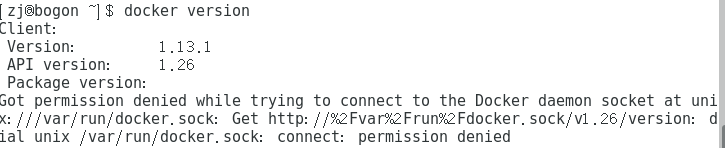 [zj@bogon ~]$ docker version
Client:
 Version:         1.13.1
 API version:     1.26
 Package version:
Got permission denied while trying to connect to the Docker daemon socket at uni
x:///var/run/docker.sock: Get http://%2Fvar%2Frun%2Fdocker.sock/v1.26/version: d
ial unix /var/run/docker.sock: connect: permission denied